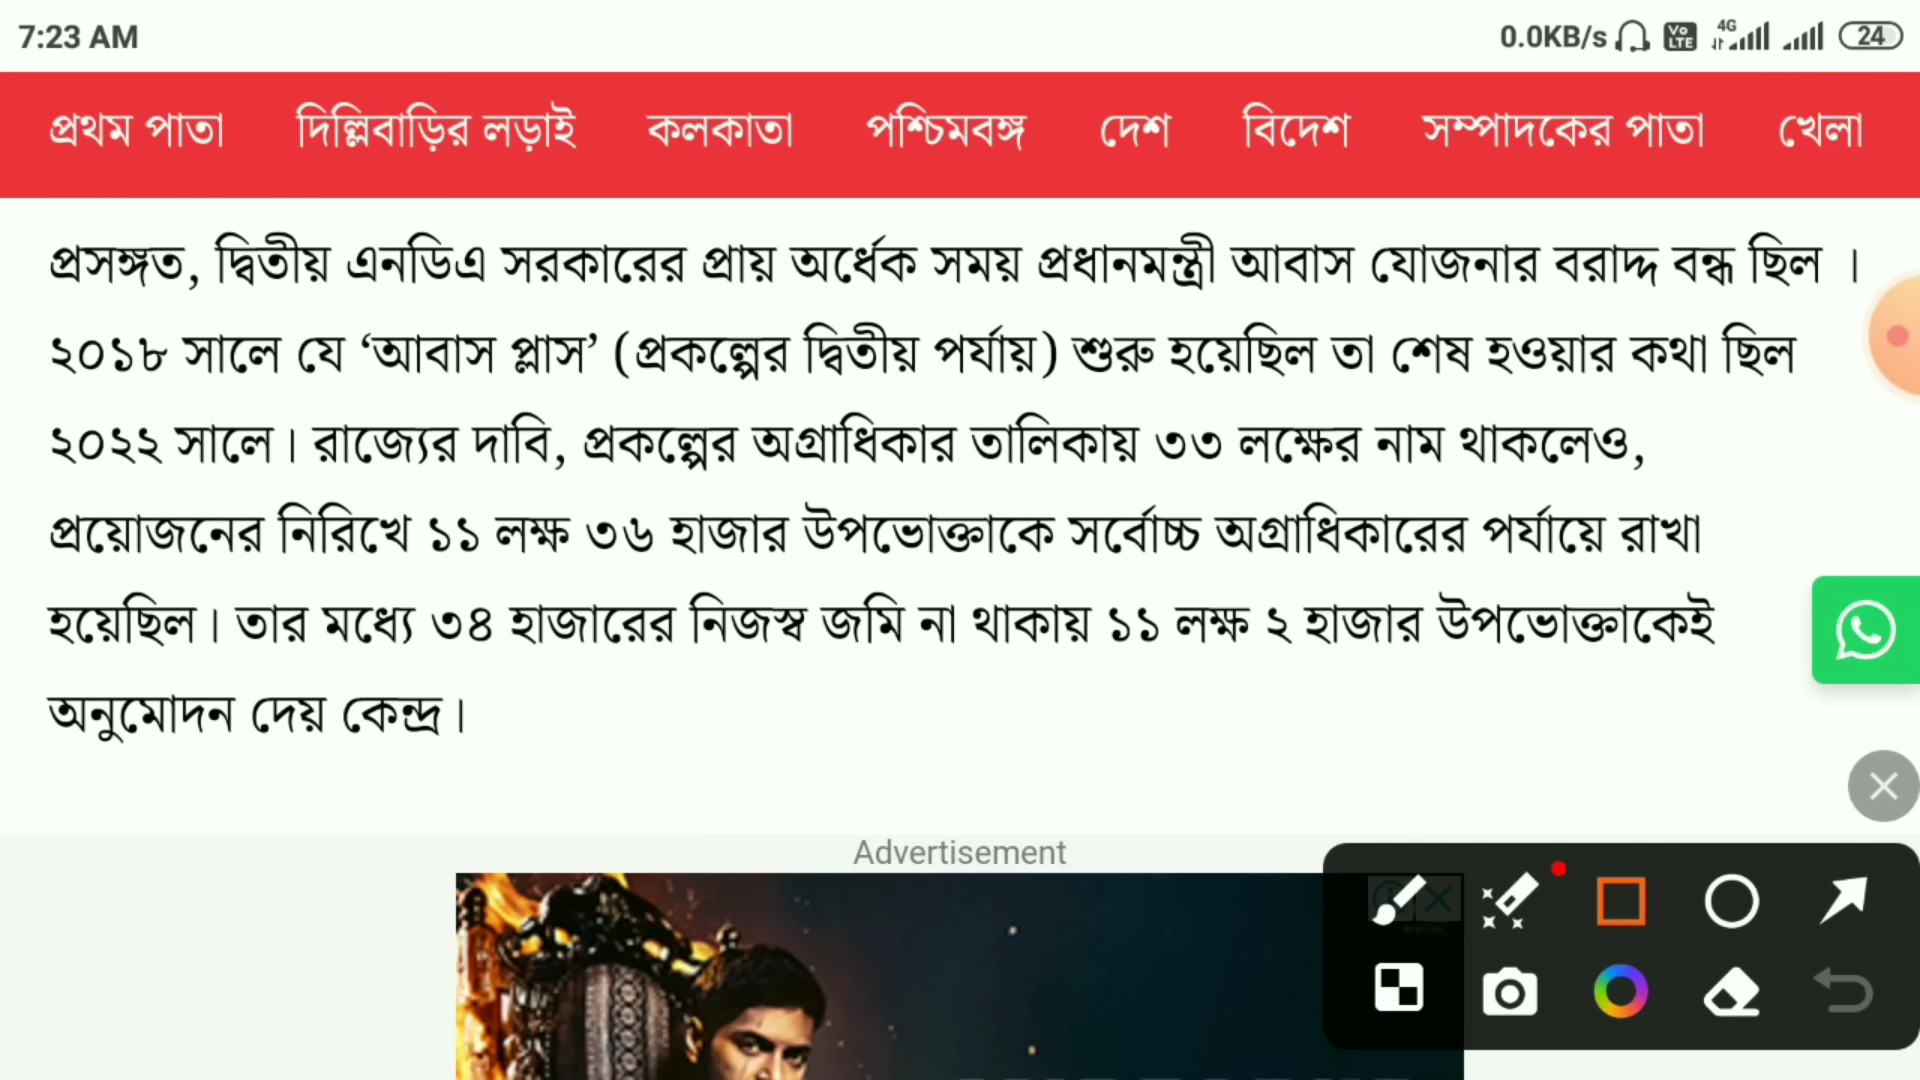 7:23 AM 0.0KB/s Vo LTE 4G 24
প্রথম পাতা দিল্লিবাড়ির লড়াই কলকাতা পশ্চিমবঙ্গ দেশ বিদেশ সম্পাদকের পাতা খেলা
প্রসঙ্গত, দ্বিতীয় এনডিএ সরকারের প্রায় অর্ধেক সময় প্রধানমন্ত্রী আবাস যোজনার বরাদ্দ বন্ধ ছিল ।
২০১৮ সালে যে ‘আবাস প্লাস’ (প্রকল্পের দ্বিতীয় পর্যায়) শুরু হয়েছিল তা শেষ হওয়ার কথা ছিল
২০২২ সালে। রাজ্যের দাবি, প্রকল্পের অগ্রাধিকার তালিকায় ৩৩ লক্ষের নাম থাকলেও,
প্রয়োজনের নিরিখে ১১ লক্ষ ৩৬ হাজার উপভোক্তাকে সর্বোচ্চ অগ্রাধিকারের পর্যায়ে রাখা
হয়েছিল। তার মধ্যে ৩৪ হাজারের নিজস্ব জমি না থাকায় ১১ লক্ষ ২ হাজার উপভোক্তাকেই
অনুমোদন দেয় কেন্দ্র।
Advertisement